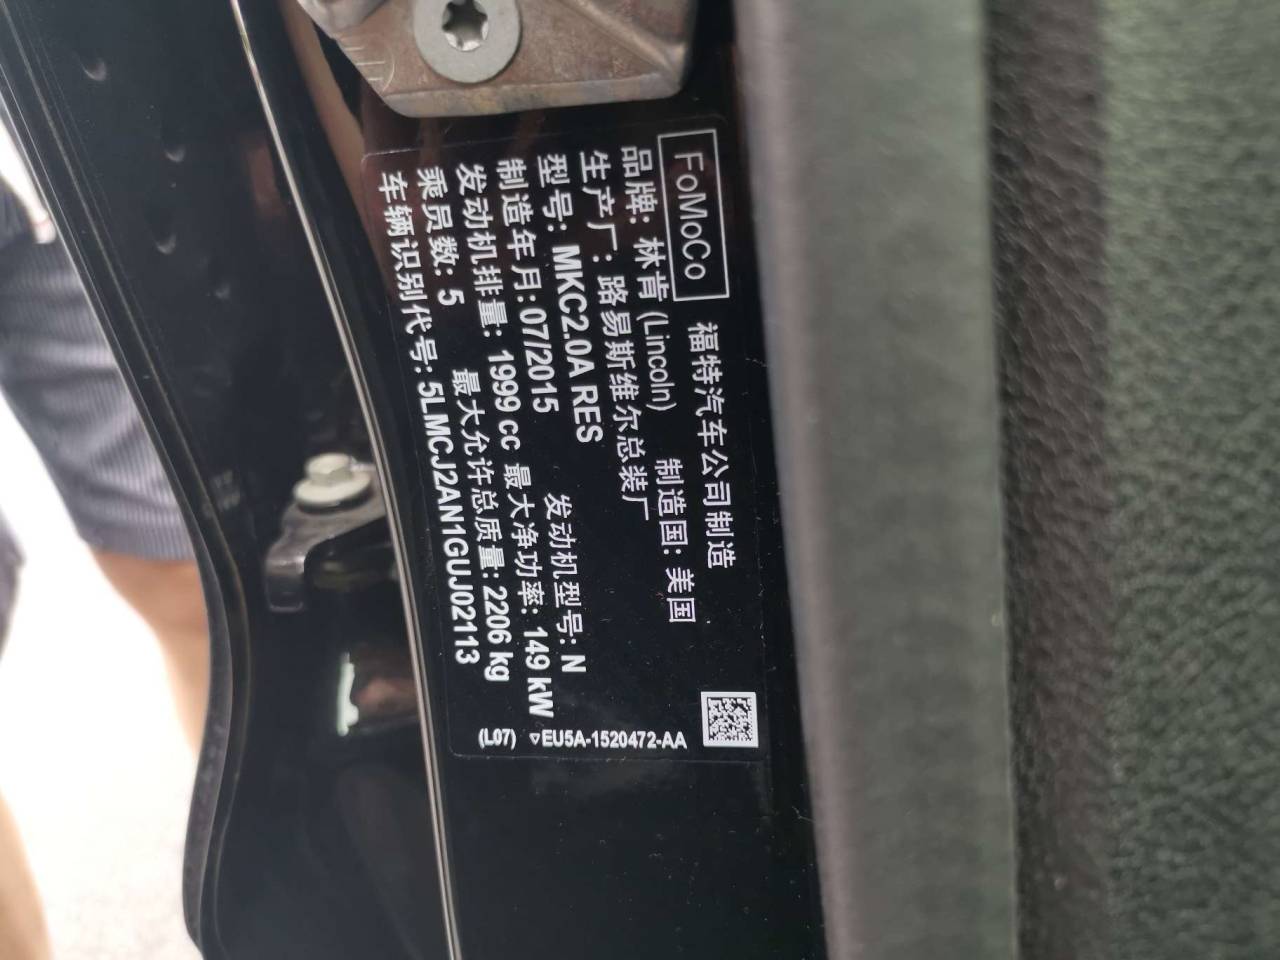 FoMoCo 福特汽车公司制造
品牌: 林肯 (Lincoln) 制造国: 美国
生产厂: 路易斯维尔总装厂
型号: MKC2.0A RES 发动机型号: N
制造年月: 07/2015
发动机排量: 1999 cc 最大净功率: 149 kW
乘员数: 5 最大允许总质量: 2206 kg
车辆识别代号: 5LMCJ2AN1GUJ02113
(L07) ▽EU5A-1520472-AA